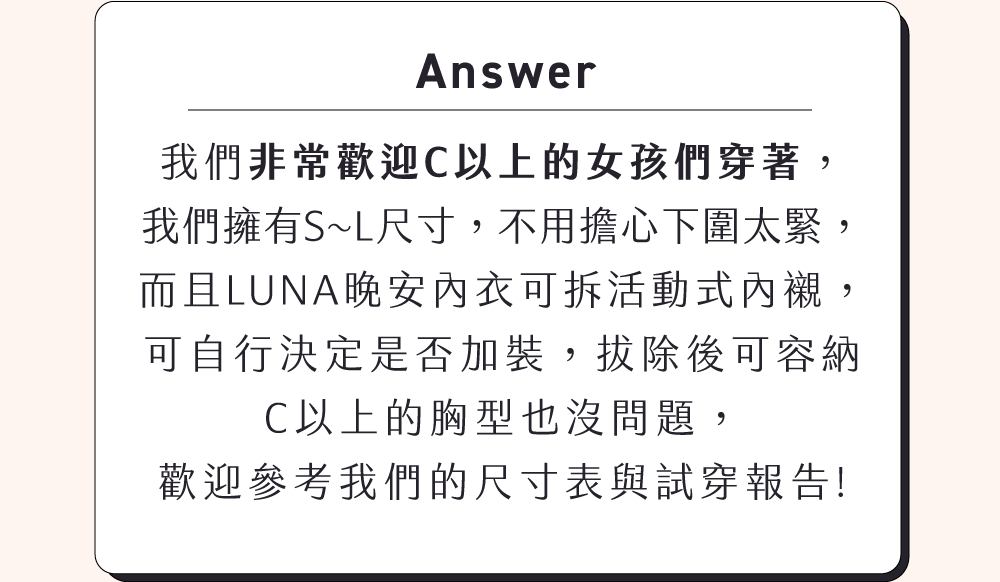 Answer
我們非常歡迎C以上的女孩們穿著，
我們擁有S~L尺寸，不用擔心下圍太緊，
而且LUNA晚安內衣可拆活動式內襯，
可自行決定是否加裝，拔除後可容納
C以上的胸型也沒問題，
歡迎參考我們的尺寸表與試穿報告!